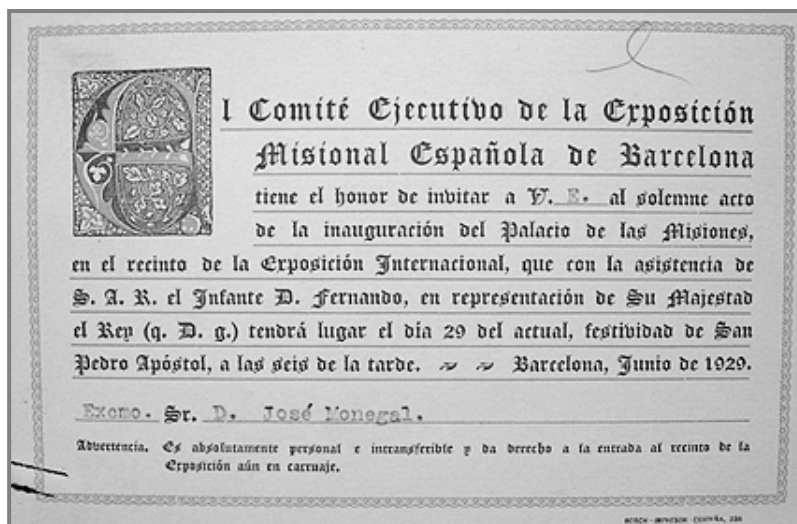 El Comité Ejecutivo de la Exposición
Misional Española de Barcelona
tiene el honor de invitar a V. E. al solemne acto
de la inauguración del Palacio de las Misiones,
en el recinto de la Exposición Internacional, que con la asistencia de
S. A. R. el Infante D. Fernando, en representación de Su Majestad
el Rey (q. D. g.) tendrá lugar el día 29 del actual, festividad de San
Pedro Apóstol, a las seis de la tarde. Barcelona, Junio de 1929.
Excmo. Sr. D. José Monegal.
Advertencia. Es absolutamente personal e intransferible y da derecho a la entrada al recinto de la
Exposición aún en carruaje.
BOSCH - IMPRESOR -